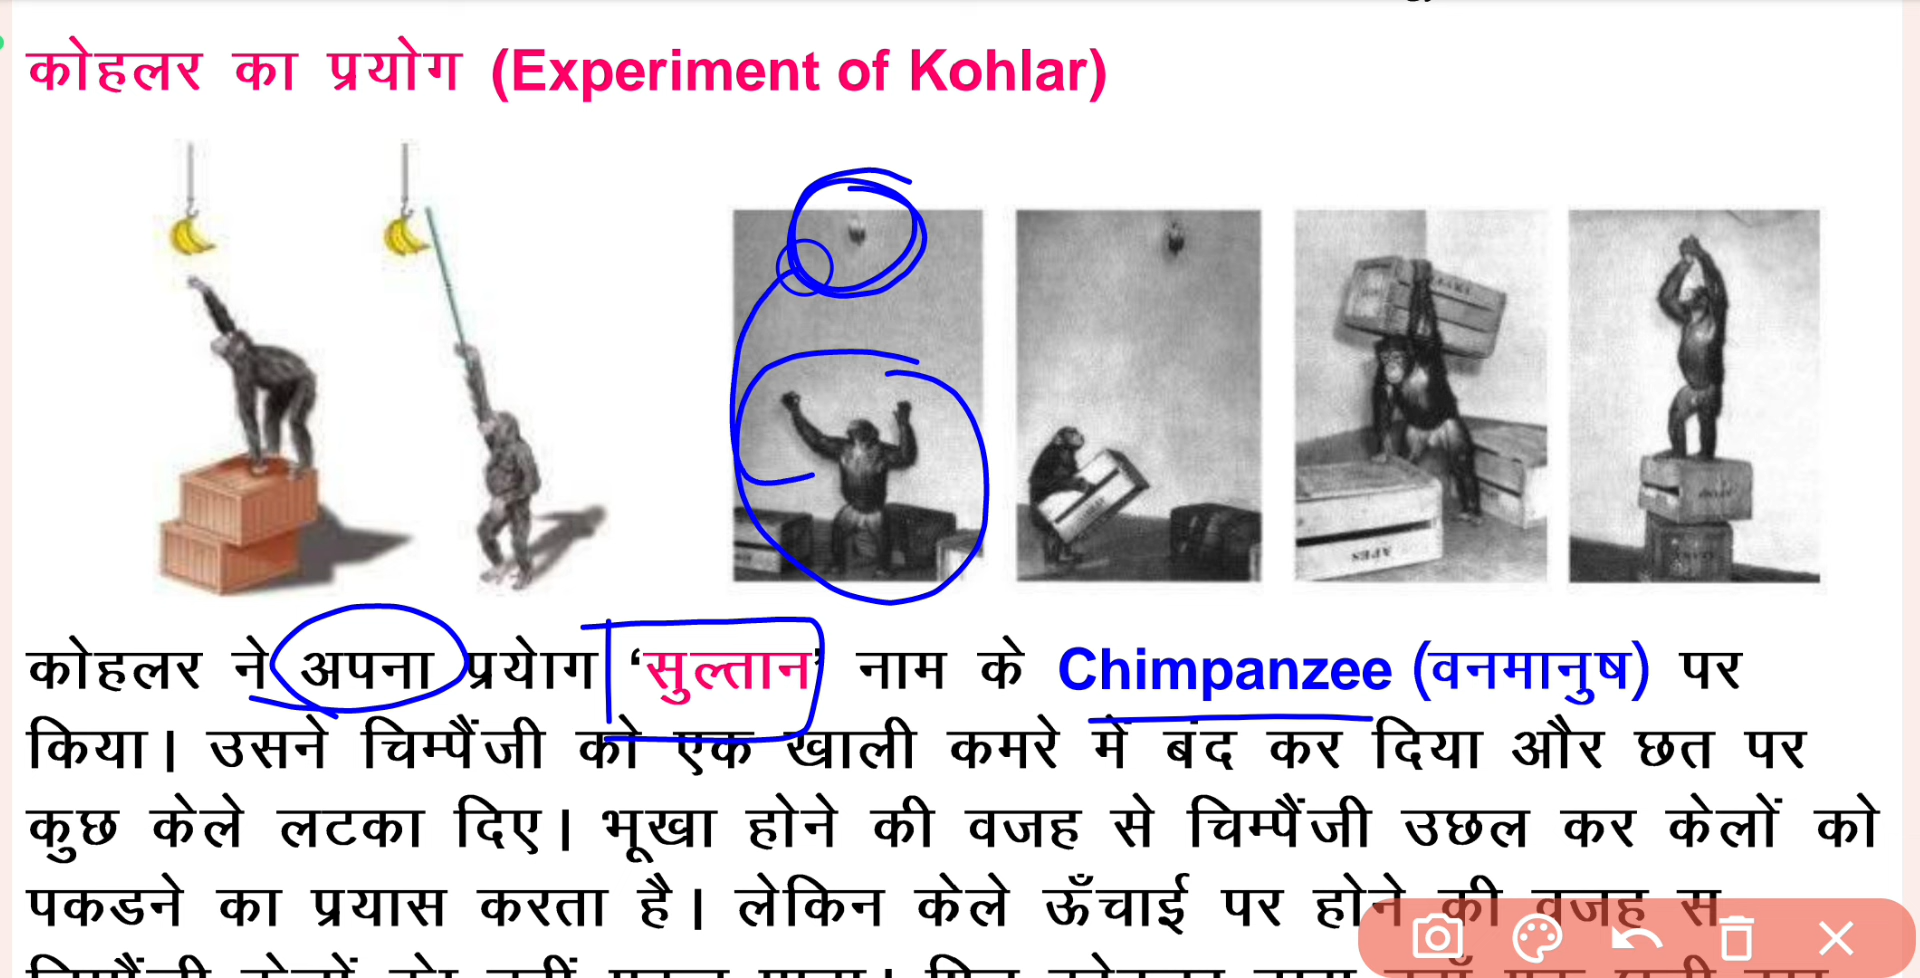 कोहलर का प्रयोग (Experiment of Kohlar)
कोहलर ने अपना प्रयेाग ‘सुल्तान’ नाम के Chimpanzee (वनमानुष) पर
किया। उसने चिम्पैंजी को एक खाली कमरे में बंद कर दिया और छत पर
कुछ केले लटका दिए। भूखा होने की वजह से चिम्पैंजी उछल कर केलों को
पकडने का प्रयास करता है। लेकिन केले ऊँचाई पर होने की वजह स